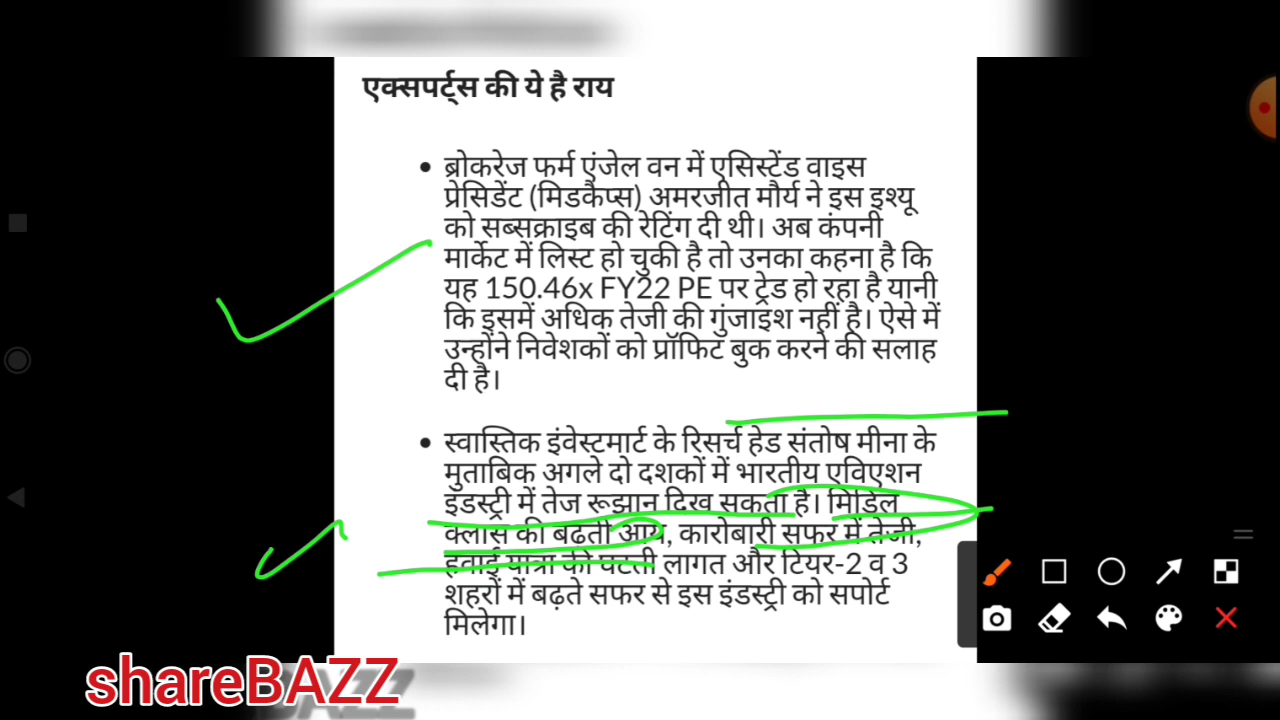 एक्सपर्ट्स की ये है राय
ब्रोकरेज फर्म एंजेल वन में एसिस्टेंड वाइस
प्रेसिडेंट (मिडकैप्स) अमरजीत मौर्य ने इस इश्यू
को सब्सक्राइब की रेटिंग दी थी। अब कंपनी
मार्केट में लिस्ट हो चुकी है तो उनका कहना है कि
यह 150.46x FY22 PE पर ट्रेड हो रहा है यानी
कि इसमें अधिक तेजी की गुंजाइश नहीं है। ऐसे में
उन्होंने निवेशकों को प्रॉफिट बुक करने की सलाह
दी है।
स्वास्तिक इंवेस्टमार्ट के रिसर्च हेड संतोष मीना के
मुताबिक अगले दो दशकों में भारतीय एविएशन
इंडस्ट्री में तेज रूझान दिख सकता है। मिडिल
क्लास की बढ़ती आय, कारोबारी सफर में तेजी,
हवाई यात्रा की घटती लागत और टियर-2 व 3
शहरों में बढ़ते सफर से इस इंडस्ट्री को सपोर्ट
मिलेगा।
shareBAZZ